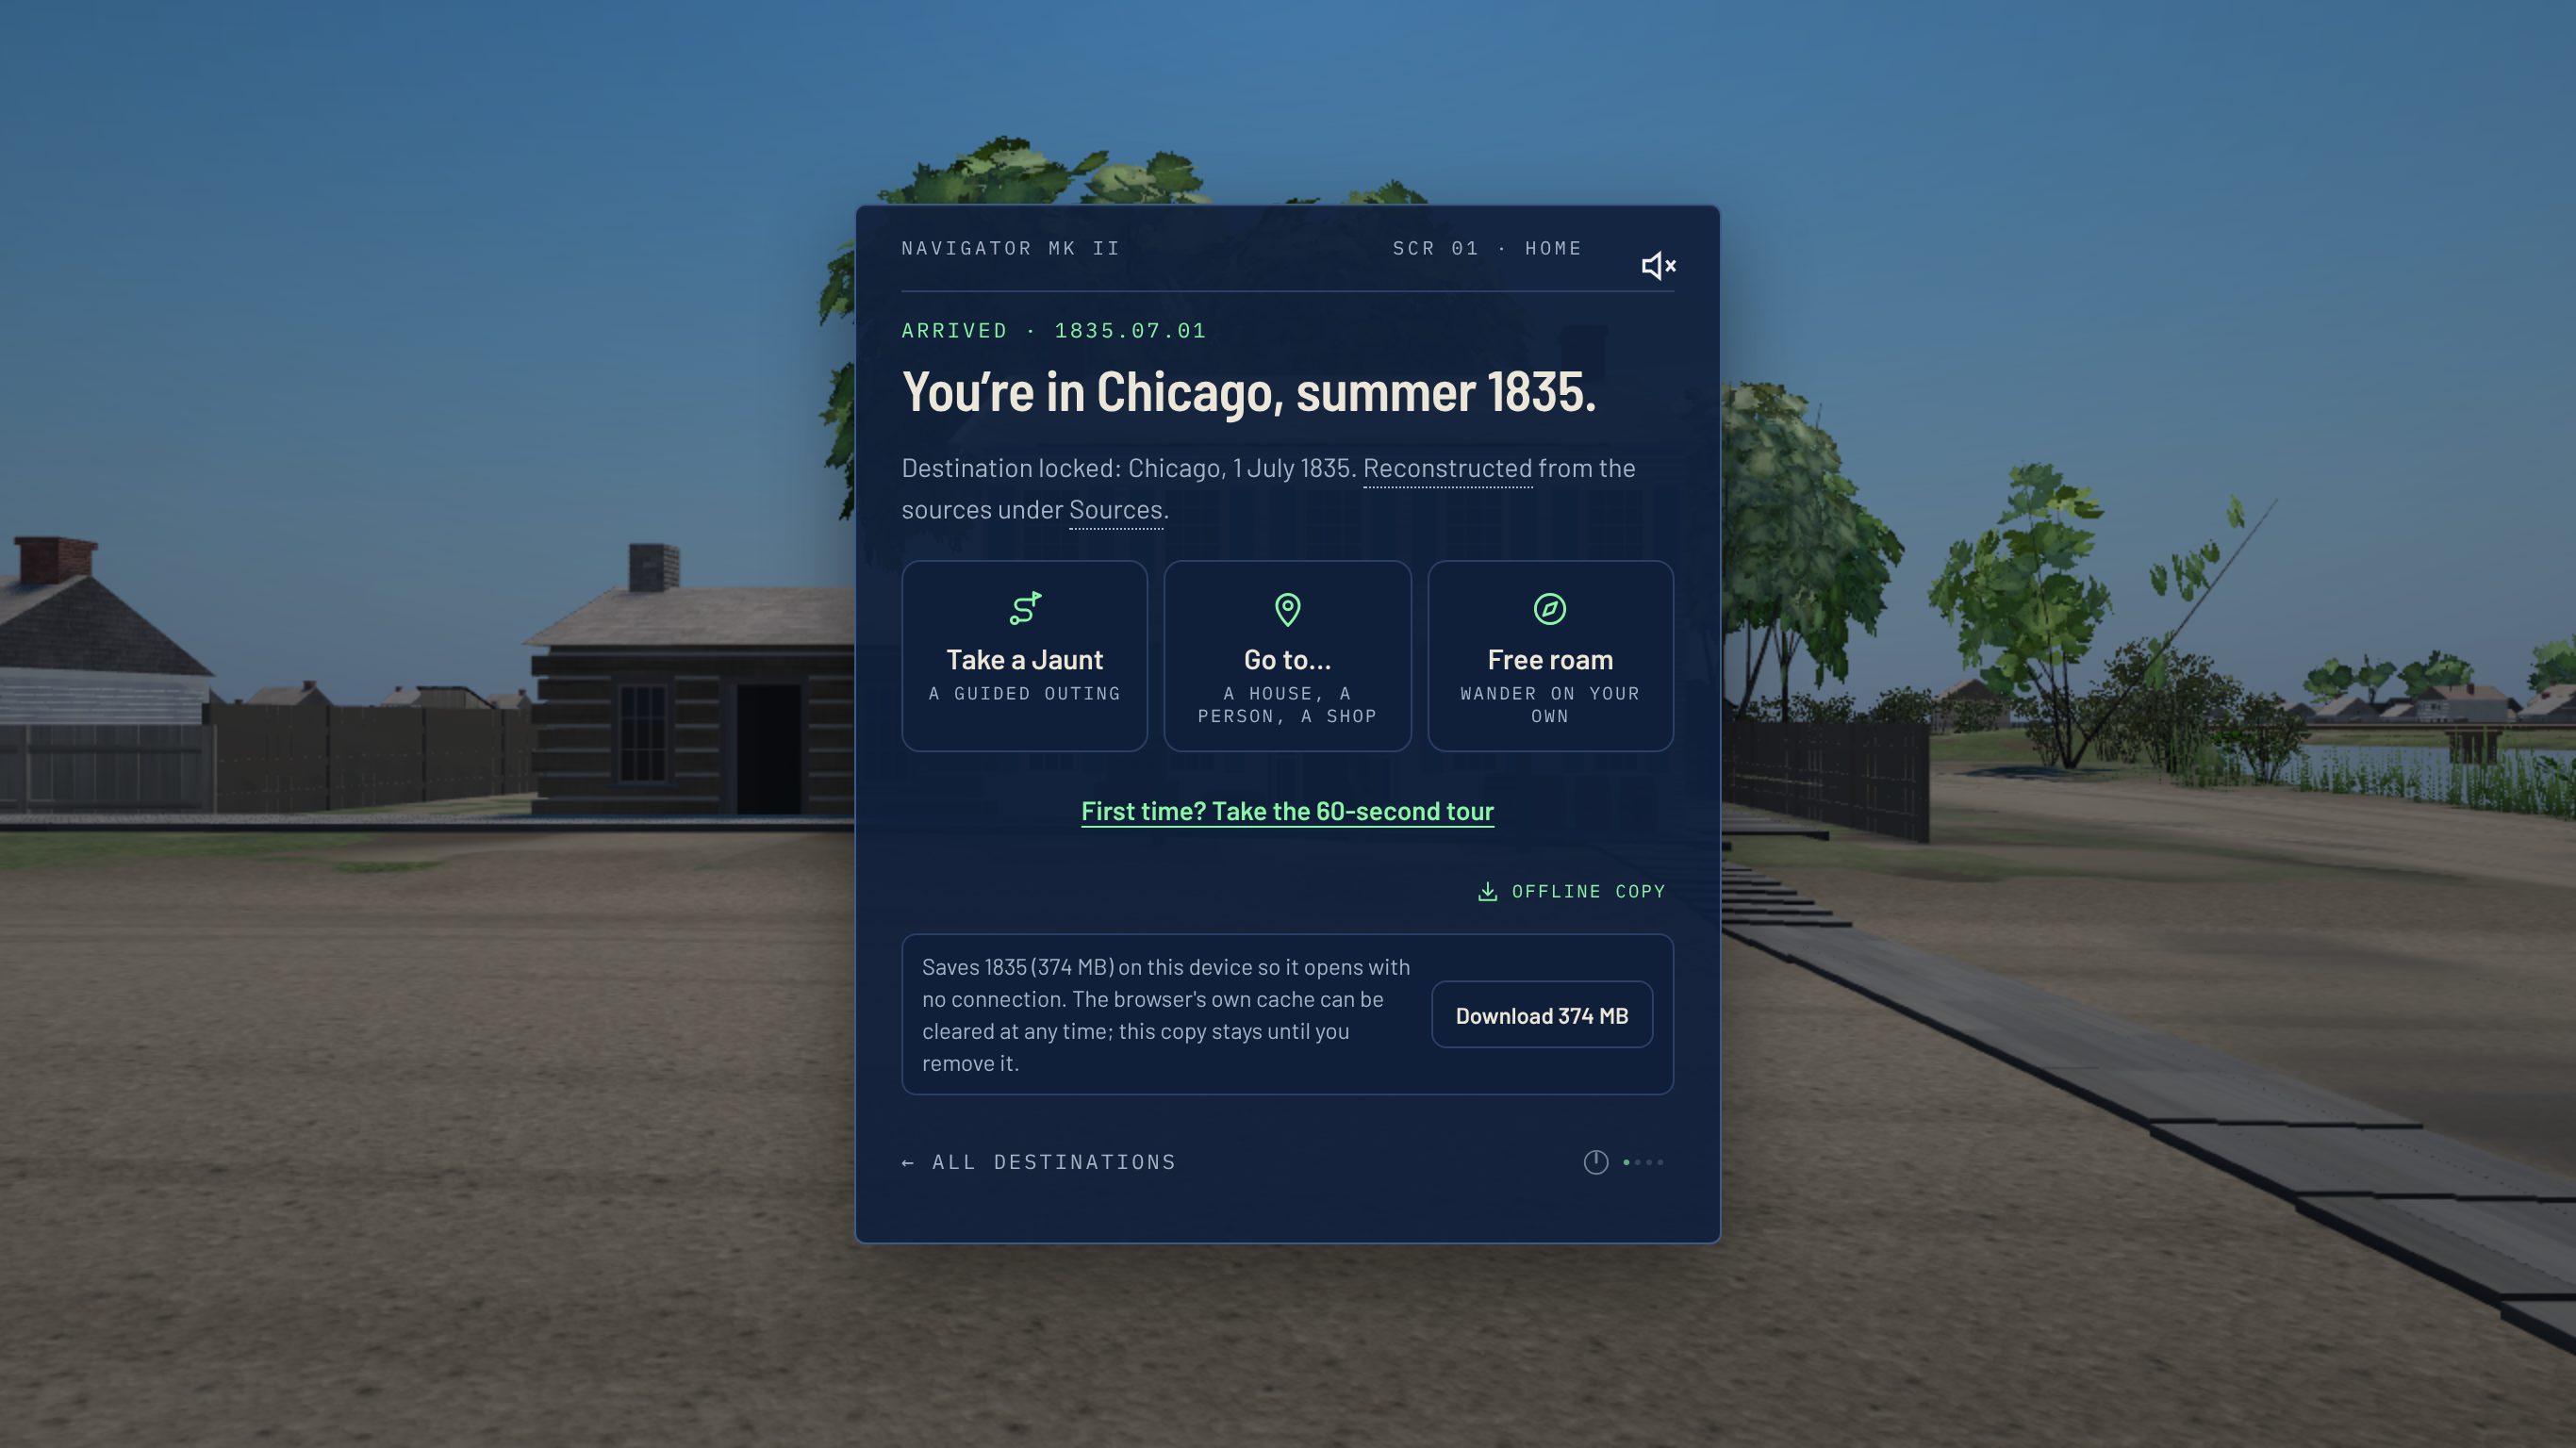 NAVIGATOR MK II
SCR 01 · HOME
ARRIVED · 1835.07.01
You're in Chicago, summer 1835.
Destination locked: Chicago, 1 July 1835. Reconstructed from the
sources under Sources.
Take a Jaunt
A GUIDED OUTING
Go to…
A HOUSE, A
PERSON, A SHOP
Free roam
WANDER ON YOUR
OWN
First time? Take the 60-second tour
OFFLINE COPY
Saves 1835 (374 MB) on this device so it opens with
no connection. The browser's own cache can be
cleared at any time; this copy stays until you
remove it.
Download 374 MB
← ALL DESTINATIONS